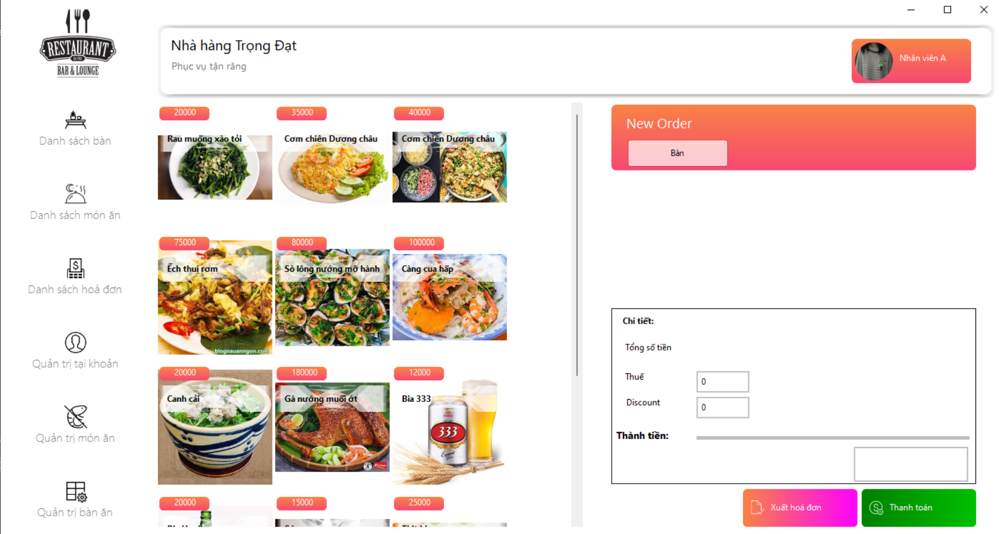 RESTAURANT
BAR & LOUNGE
Nhà hàng Trọng Đạt
Phục vụ tận răng
Nhân viên A
Danh sách bàn
Danh sách món ăn
Danh sách hoá đơn
Quản trị tại khoản
Quản trị món ăn
Quản trị bàn ăn
20000
35000
40000
Rau muống xào tỏi
Cơm chiên Dương châu
Cơm chiên Dương châu
75000
80000
100000
Ếch thui rơm
Sò lông nướng mỡ hành
Càng cua hấp
blognauanngon.com
20000
180000
12000
Canh cải
Gà nướng muối ớt
Bia 333
333
Export
20000
15000
25000
New Order
Bàn
Chi tiết:
Tổng số tiền
Thuế
0
Discount
0
Thành tiền:
Xuất hoá đơn
Thanh toán